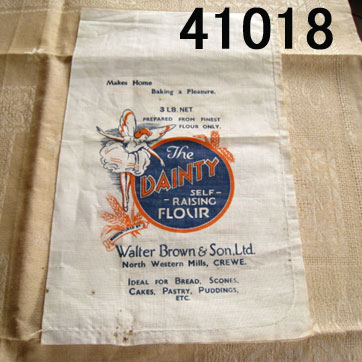 41018
Makes Home
Baking a Pleasure.
3 LB. NET.
PREPARED FROM FINEST
FLOUR ONLY.
The
DAINTY
SELF-
-RAISING
FLOUR
Walter Brown & Son, Ltd.
North Western Mills, CREWE.
IDEAL FOR BREAD, SCONES,
CAKES, PASTRY, PUDDINGS,
ETC.